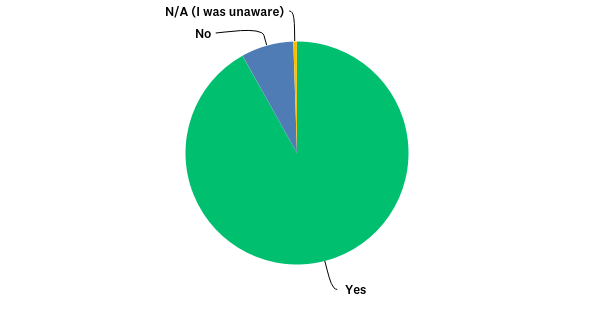 N/A (I was unaware)
No
Yes